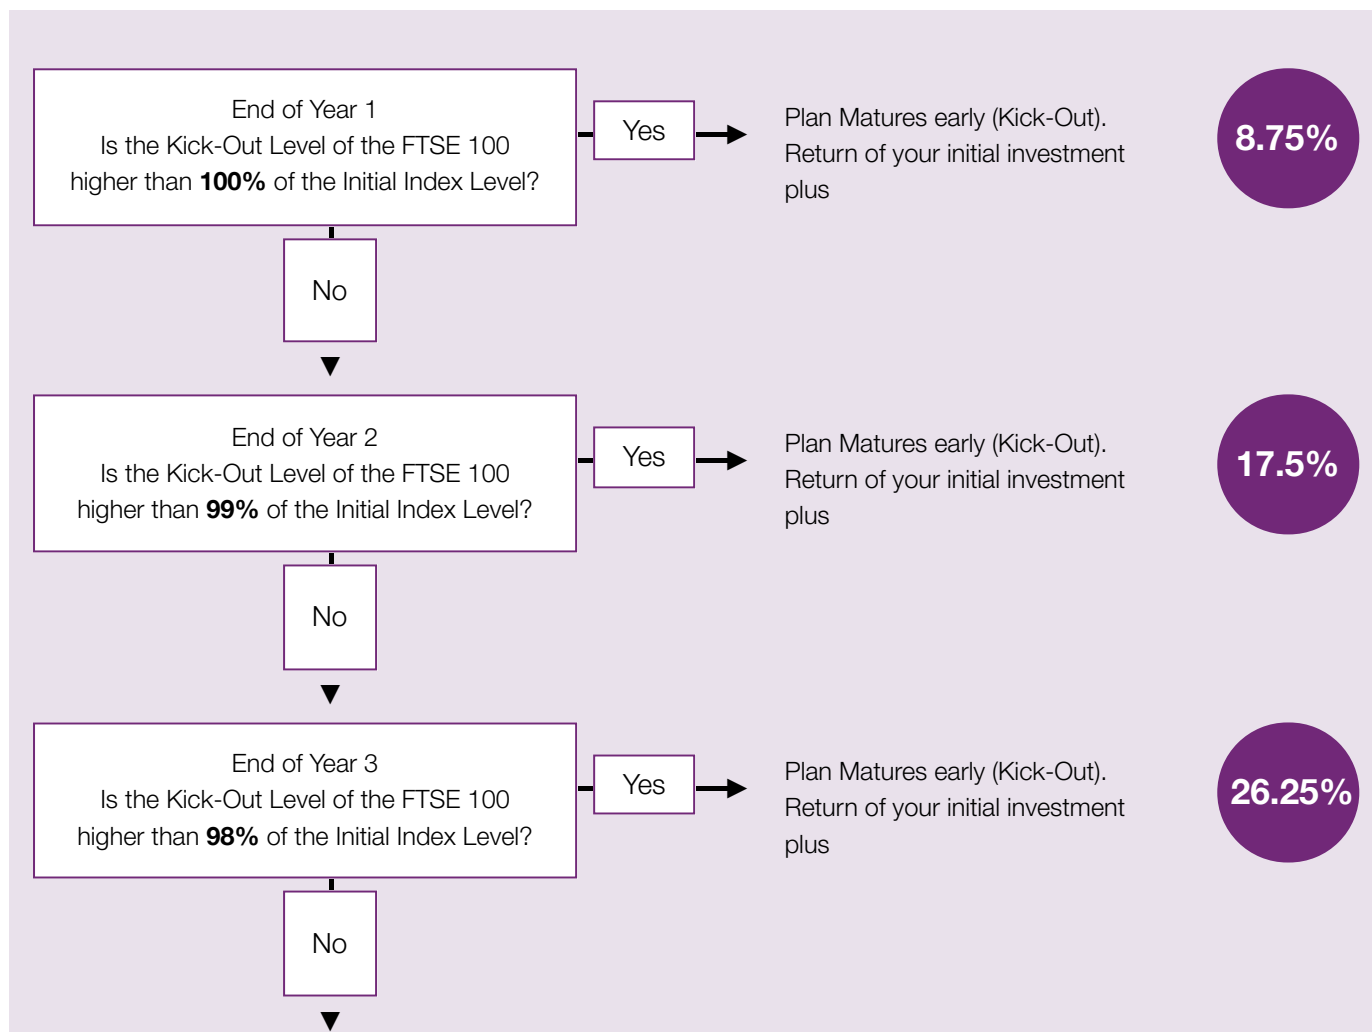 End of Year 1
Is the Kick-Out Level of the FTSE 100
higher than 100% of the Initial Index Level?
Yes
Plan Matures early (Kick-Out).
Return of your initial investment
plus
8.75%
No
End of Year 2
Is the Kick-Out Level of the FTSE 100
higher than 99% of the Initial Index Level?
Yes
Plan Matures early (Kick-Out).
Return of your initial investment
plus
17.5%
No
End of Year 3
Is the Kick-Out Level of the FTSE 100
higher than 98% of the Initial Index Level?
Yes
Plan Matures early (Kick-Out).
Return of your initial investment
plus
26.25%
No